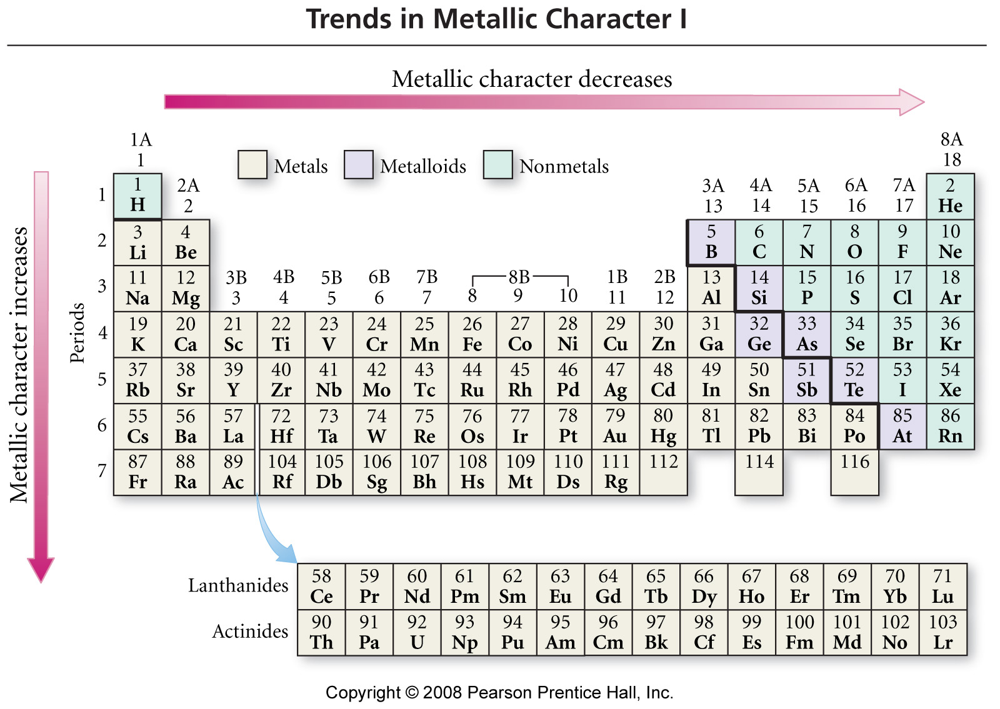 Trends in Metallic Character I
Metallic character decreases
1A
1
8A
18
Metals
Metalloids
Nonmetals
Metallic character increases
Periods
2A
2
3A 4A 5A 6A 7A
13 14 15 16 17
1
1 2
H He
2
3 4 5 6 7 8 9 10
Li Be B C N O F Ne
3B 4B 5B 6B 7B 8B 1B 2B
3 4 5 6 7 8 9 10 11 12
3
11 12 13 14 15 16 17 18
Na Mg Al Si P S Cl Ar
4
19 20 21 22 23 24 25 26 27 28 29 30 31 32 33 34 35 36
K Ca Sc Ti V Cr Mn Fe Co Ni Cu Zn Ga Ge As Se Br Kr
5
37 38 39 40 41 42 43 44 45 46 47 48 49 50 51 52 53 54
Rb Sr Y Zr Nb Mo Tc Ru Rh Pd Ag Cd In Sn Sb Te I Xe
6
55 56 57 72 73 74 75 76 77 78 79 80 81 82 83 84 85 86
Cs Ba La Hf Ta W Re Os Ir Pt Au Hg Tl Pb Bi Po At Rn
7
87 88 89 104 105 106 107 108 109 110 111 112 114 116
Fr Ra Ac Rf Db Sg Bh Hs Mt Ds Rg
Lanthanides
58 59 60 61 62 63 64 65 66 67 68 69 70 71
Ce Pr Nd Pm Sm Eu Gd Tb Dy Ho Er Tm Yb Lu
Actinides
90 91 92 93 94 95 96 97 98 99 100 101 102 103
Th Pa U Np Pu Am Cm Bk Cf Es Fm Md No Lr
Copyright © 2008 Pearson Prentice Hall, Inc.